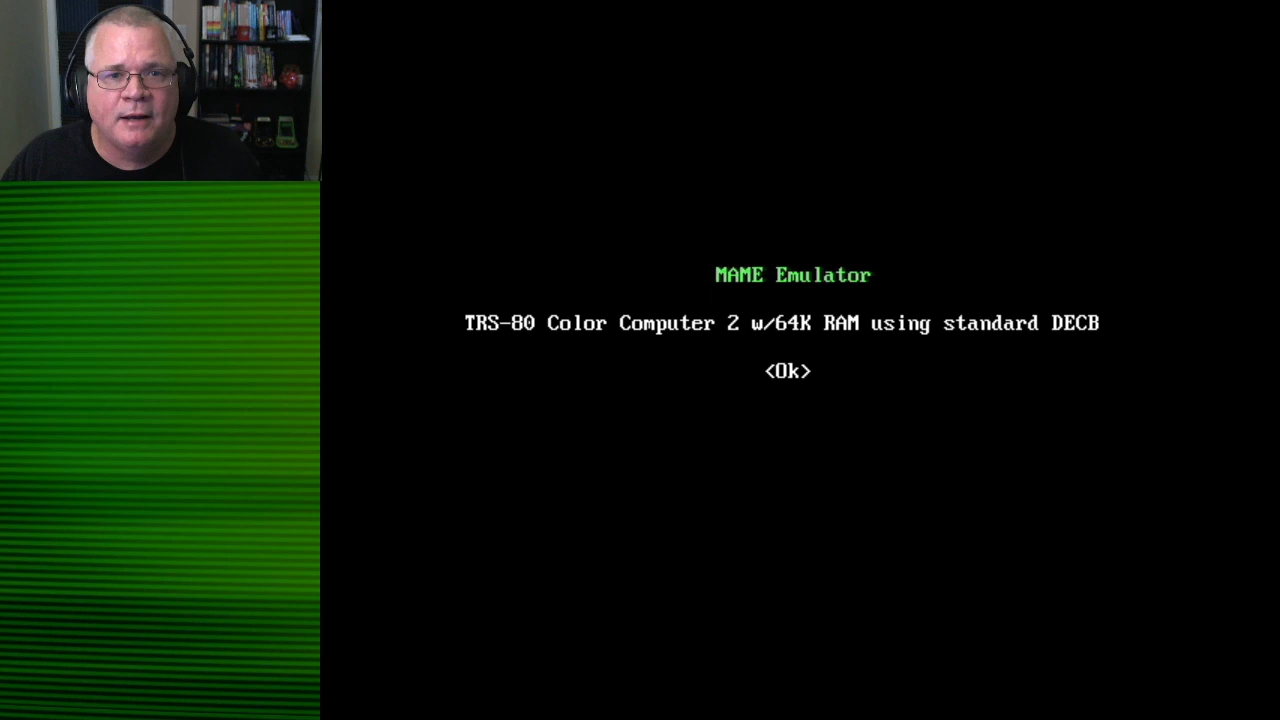 MAME Emulator
TRS-80 Color Computer 2 w/64K RAM using standard DECB
<Ok>